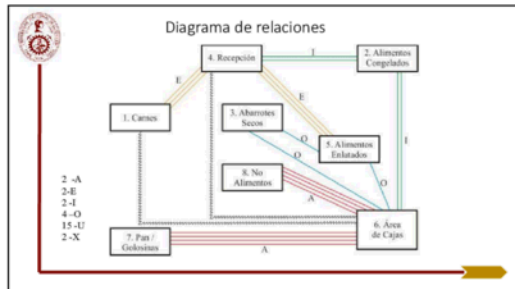 Diagrama de relaciones
4. Recepción
I
2. Alimentos
Congelados
E
E
1. Carnes
3. Abarrotes
Secos
O
O
5. Alimentos
Enlatados
I
8. No
Alimentos
O
A
6. Área
de Cajas
7. Pan /
Golosinas
A
2 -A
2-E
2 -I
4 -O
15 -U
2 -X